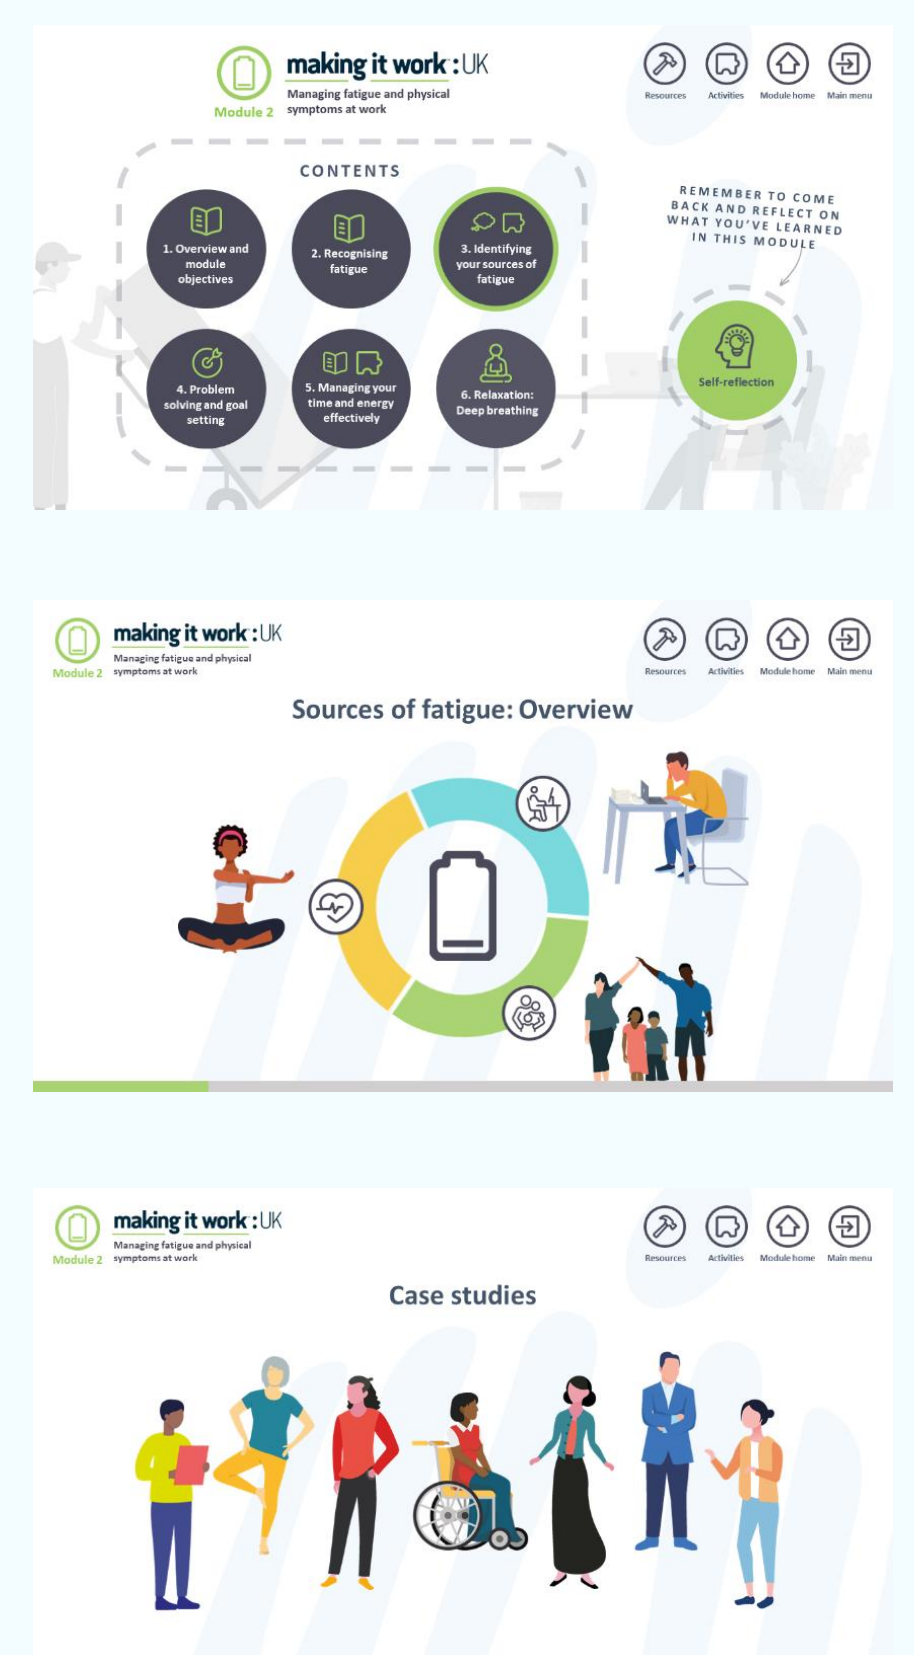 making it work:UK
Managing fatigue and physical
symptoms at work
Module 2
Resources
Activities
Module home
Main menu
CONTENTS
1. Overview and
module
objectives
2. Recognising
fatigue
3. Identifying
your sources of
fatigue
4. Problem
solving and goal
setting
5. Managing your
time and energy
effectively
6. Relaxation:
Deep breathing
REMEMBER TO COME
BACK AND REFLECT ON
WHAT YOU'VE LEARNED
IN THIS MODULE
Self-reflection
making it work:UK
Managing fatigue and physical
symptoms at work
Module 2
Resources
Activities
Module home
Main menu
Sources of fatigue: Overview
making it work:UK
Managing fatigue and physical
symptoms at work
Module 2
Resources
Activities
Module home
Main menu
Case studies